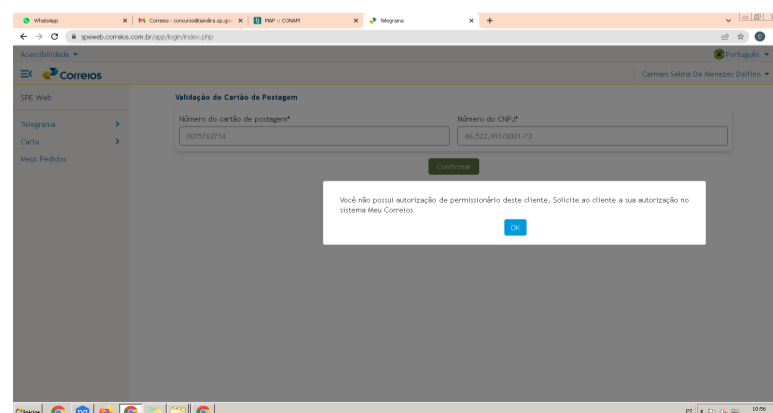 WhatsApp
Correios - concurso@jandira.sp.gov
MAP :: CONAM
Telegrama
speweb.correios.com.br/app/login/index.php
Acessibilidade
Português
Correios
Carmen Selma De Menezes Delfino
SPE Web
Validação do Cartão de Postagem
Número do cartão de postagem*
Número do CNPJ*
0075762714
46.522.991/0001-73
Telegrama
Carta
Meus Pedidos
Confirmar
Você não possui autorização de permissionário deste cliente. Solicite ao cliente a sua autorização no
sistema Meu Correios
OK
Iniciar
PT
10:56